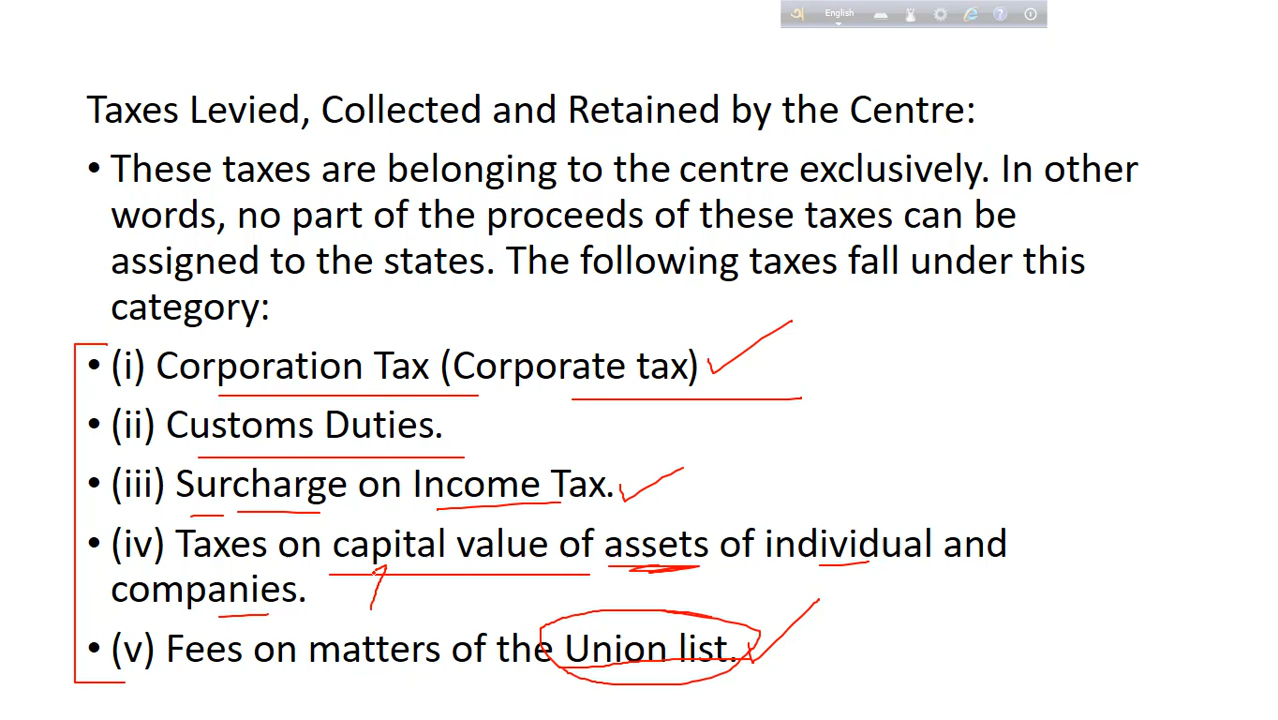 અ English
Taxes Levied, Collected and Retained by the Centre:
• These taxes are belonging to the centre exclusively. In other
words, no part of the proceeds of these taxes can be
assigned to the states. The following taxes fall under this
category:
• (i) Corporation Tax (Corporate tax)
• (ii) Customs Duties.
• (iii) Surcharge on Income Tax.
• (iv) Taxes on capital value of assets of individual and
companies.
• (v) Fees on matters of the Union list.